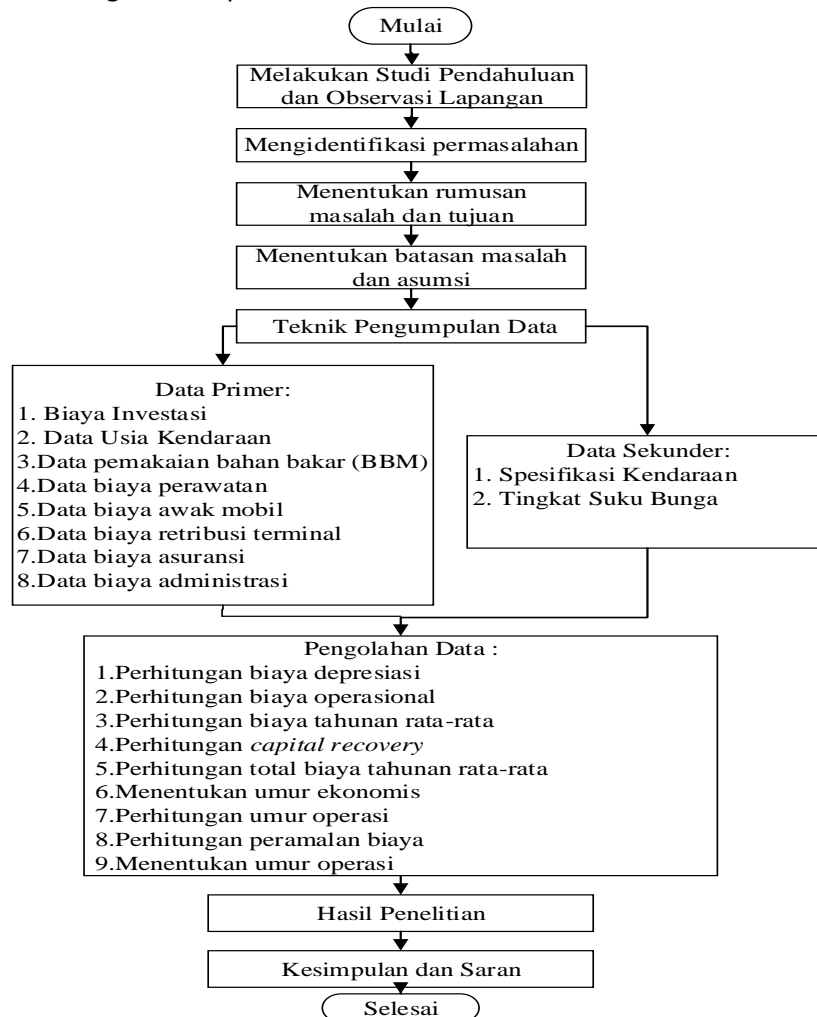 Mulai
Melakukan Studi Pendahuluan
dan Observasi Lapangan
Mengidentifikasi permasalahan
Menentukan rumusan
masalah dan tujuan
Menentukan batasan masalah
dan asumsi
Teknik Pengumpulan Data
Data Primer:
1. Biaya Investasi
2. Data Usia Kendaraan
3.Data pemakaian bahan bakar (BBM)
4.Data biaya perawatan
5.Data biaya awak mobil
6.Data biaya retribusi terminal
7.Data biaya asuransi
8.Data biaya administrasi
Data Sekunder:
1. Spesifikasi Kendaraan
2. Tingkat Suku Bunga
Pengolahan Data :
1.Perhitungan biaya depresiasi
2.Perhitungan biaya operasional
3.Perhitungan biaya tahunan rata-rata
4.Perhitungan capital recovery
5.Perhitungan total biaya tahunan rata-rata
6.Menentukan umur ekonomis
7.Perhitungan umur operasi
8.Perhitungan peramalan biaya
9.Menentukan umur operasi
Hasil Penelitian
Kesimpulan dan Saran
Selesai